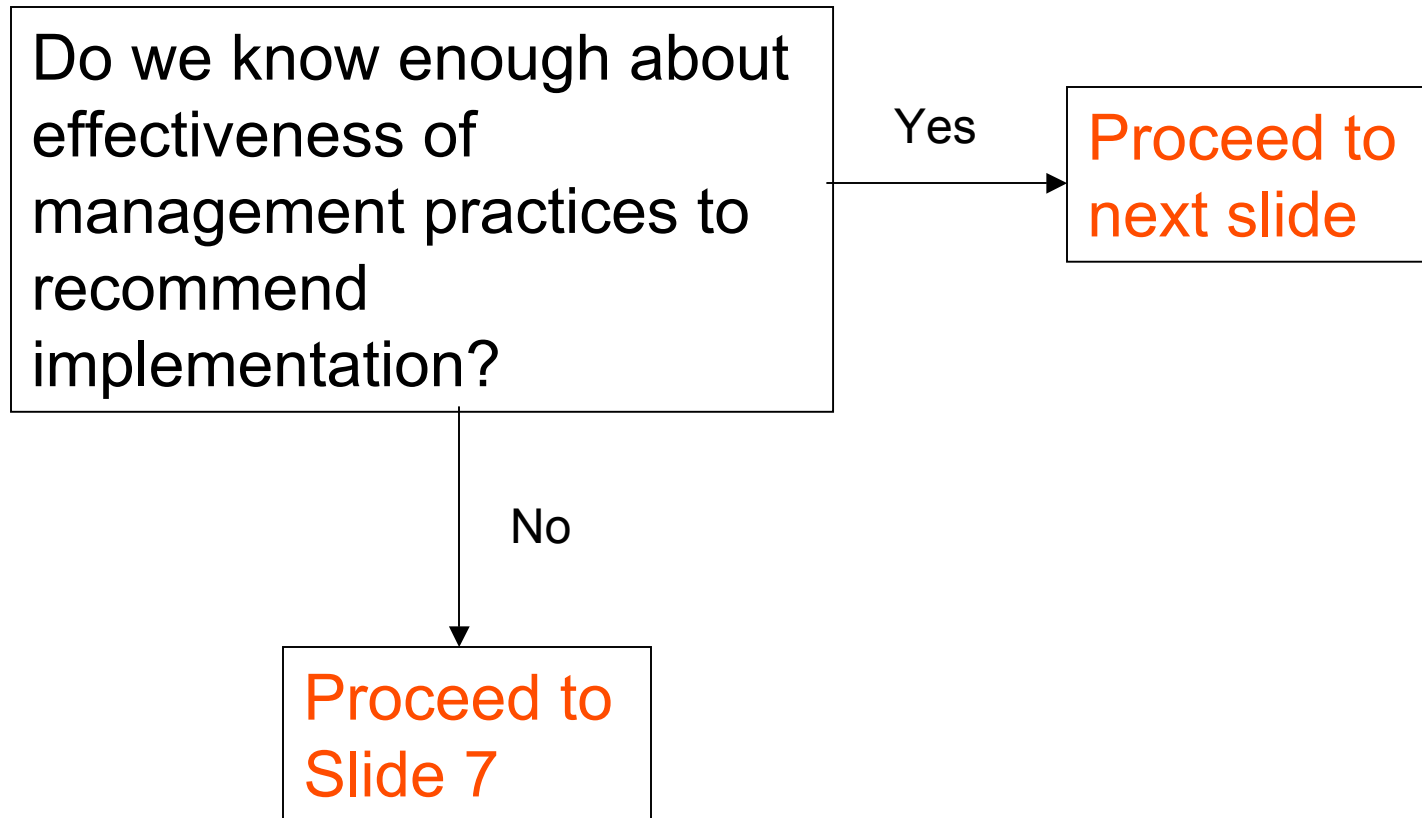 Do we know enough about
effectiveness of
management practices to
recommend
implementation?
Yes
Proceed to
next slide
No
Proceed to
Slide 7